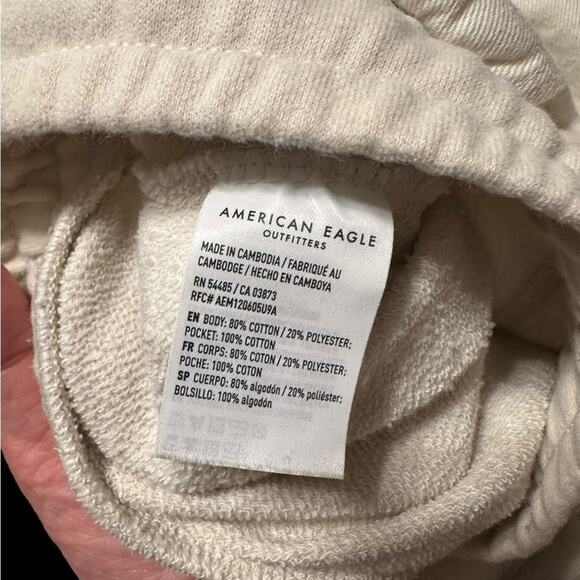 AMERICAN EAGLE
OUTFITTERS
MADE IN CAMBODIA / FABRIQUÉ AU
CAMBODGE / HECHO EN CAMBOYA
RN 54485 / CA 03873
RFC# AEM120605U9A
EN BODY: 80% COTTON / 20% POLYESTER;
POCKET: 100% COTTON
FR CORPS: 80% COTON / 20% POLYESTER;
POCHE: 100% COTON
SP CUERPO: 80% algodón / 20% poliéster;
BOLSILLO: 100% algodón